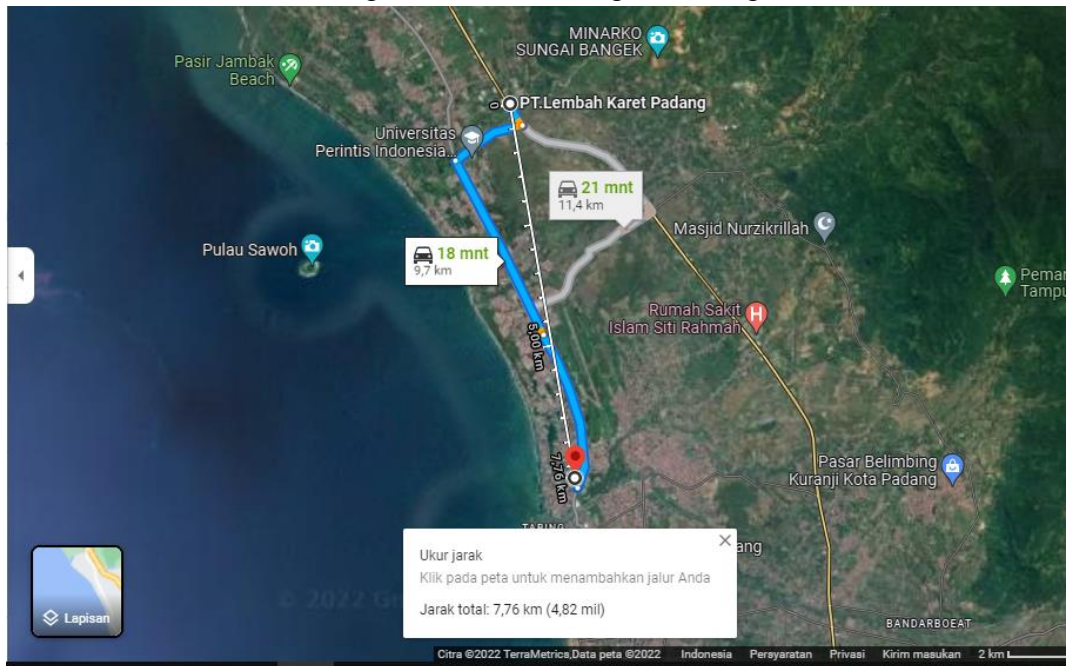 MINARKO
SUNGAI BANGEK
Pasir Jambak
Beach
0
PT.Lembah Karet Padang
Universitas
Perintis Indonesia...
21 mnt
11,4 km
Masjid Nurzikrillah
Pulau Sawoh
18 mnt
9,7 km
Rumah Sakit
Islam Siti Rahmah
5,00 km
7,76 km
Pasar Belimbing
Kuranji Kota Padang
TABING
Ukur jarak
Klik pada peta untuk menambahkan jalur Anda
Jarak total: 7,76 km (4,82 mil)
ang
Lapisan
BANDARBOEAT
Citra ©2022 TerraMetrics,Data peta ©2022 Indonesia Persyaratan Privasi Kirim masukan 2 km